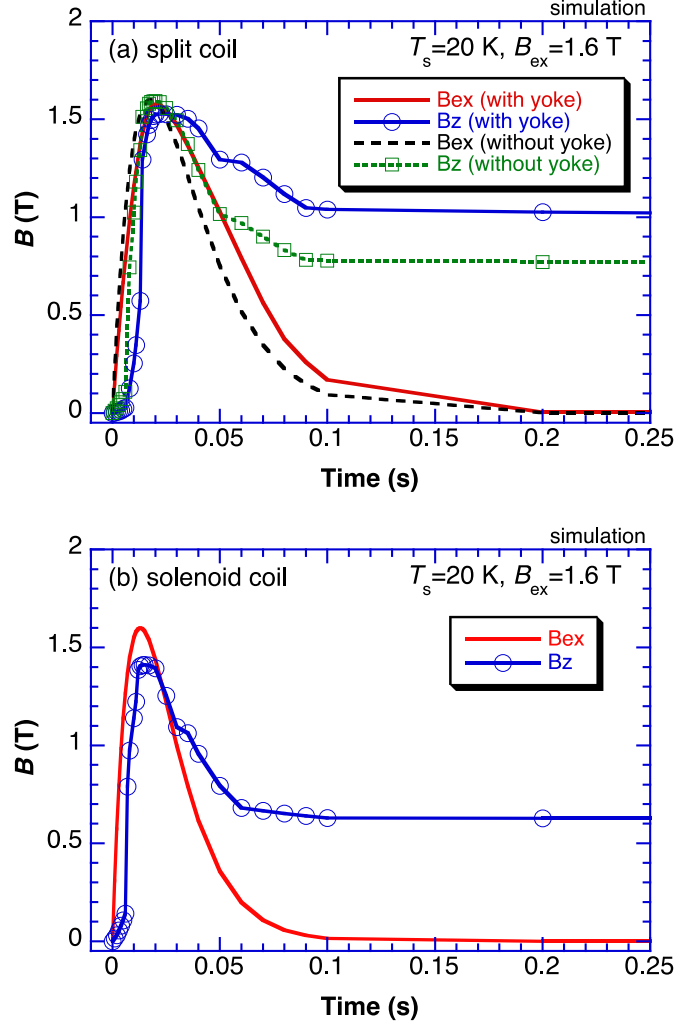 simulation
2
(a) split coil
Ts=20 K, Bex=1.6 T
Bex (with yoke)
Bz (with yoke)
Bex (without yoke)
Bz (without yoke)
1.5
1
0.5
0
B (T)
0 0.05 0.1 0.15 0.2 0.25
Time (s)
simulation
2
(b) solenoid coil
Ts=20 K, Bex=1.6 T
Bex
Bz
1.5
1
0.5
0
B (T)
0 0.05 0.1 0.15 0.2 0.25
Time (s)